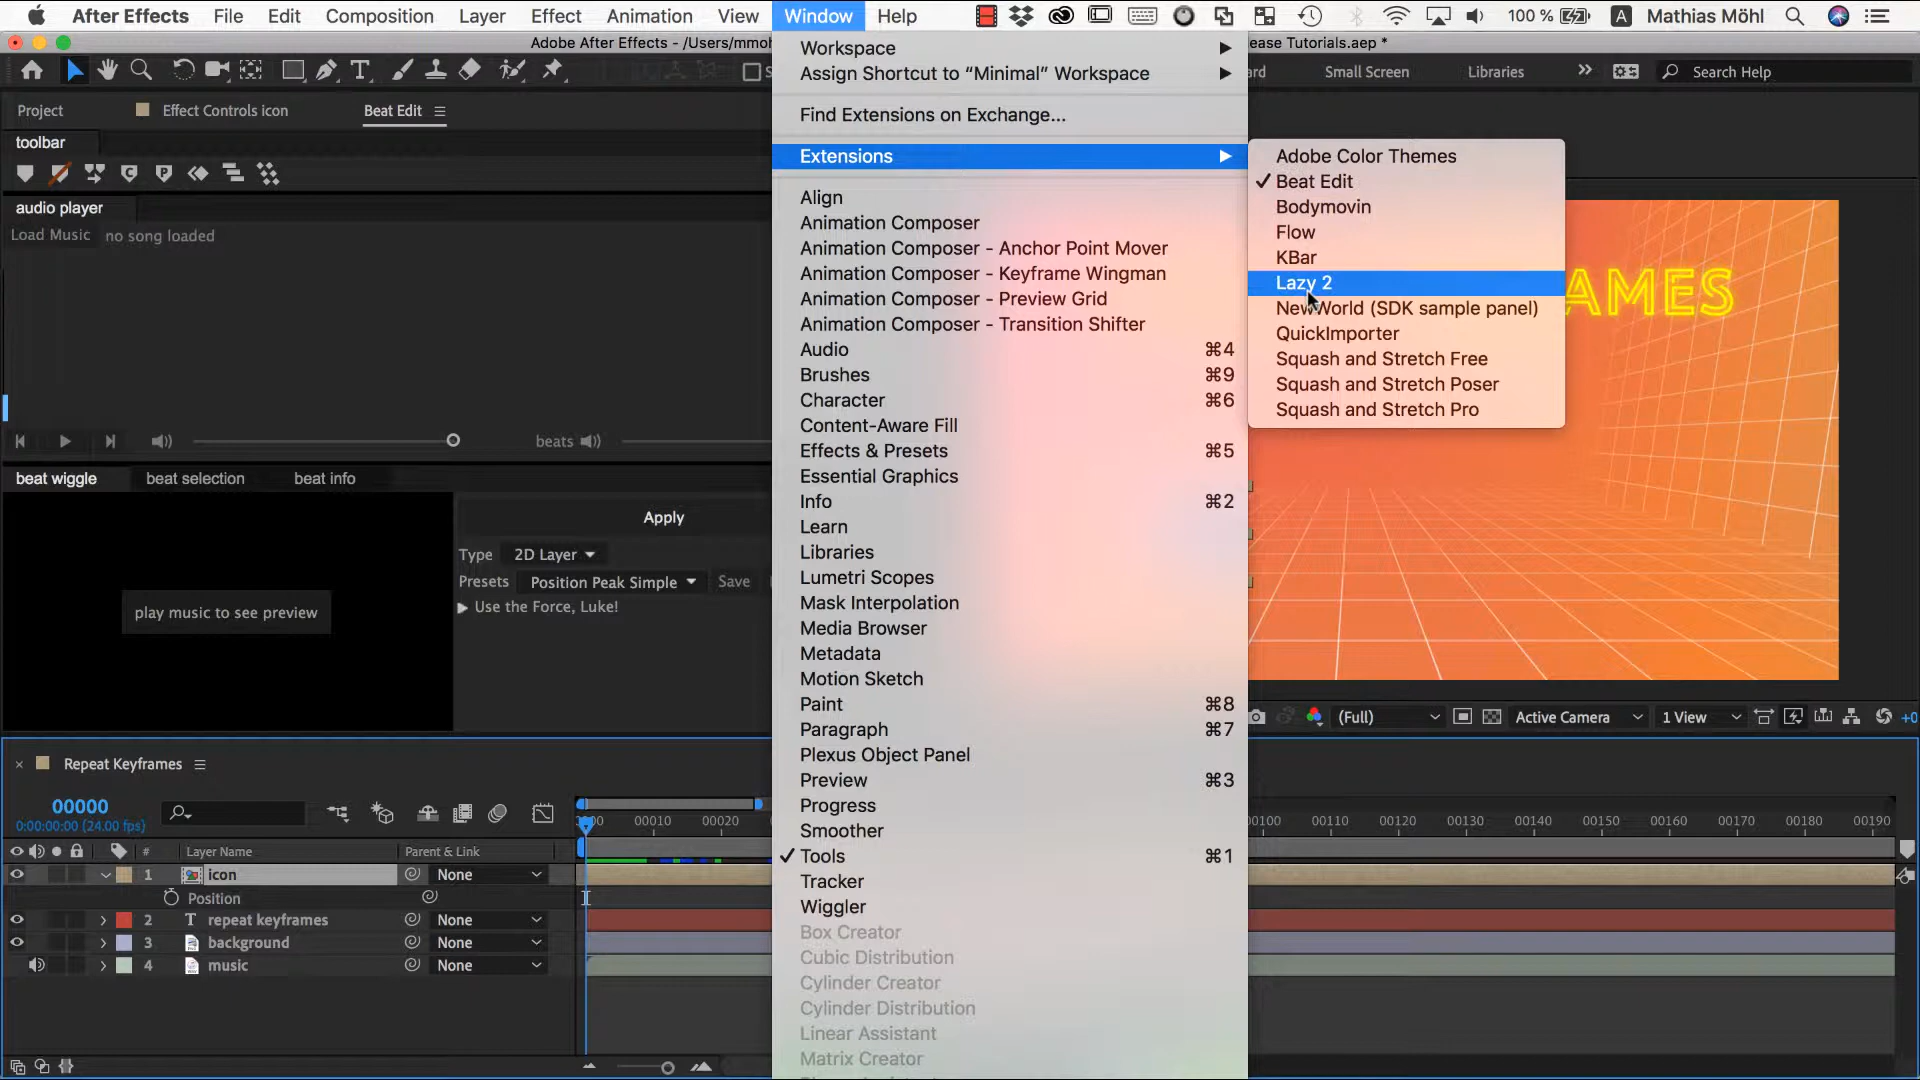 After Effects File Edit Composition Layer Effect Animation View Window Help 100 % A Mathias Möhl
Adobe After Effects - /Users/mmoh
ease Tutorials.aep *
Small Screen Libraries Search Help
Project Effect Controls icon Beat Edit
toolbar
audio player
Load Music no song loaded
beats
beat wiggle beat selection beat info
Apply
Type 2D Layer
Presets Position Peak Simple Save
Use the Force, Luke!
play music to see preview
Workspace
Assign Shortcut to “Minimal” Workspace
Find Extensions on Exchange...
Extensions
Align
Animation Composer
Animation Composer - Anchor Point Mover
Animation Composer - Keyframe Wingman
Animation Composer - Preview Grid
Animation Composer - Transition Shifter
Audio ⌘4
Brushes ⌘9
Character ⌘6
Content-Aware Fill
Effects & Presets ⌘5
Essential Graphics
Info ⌘2
Learn
Libraries
Lumetri Scopes
Mask Interpolation
Media Browser
Metadata
Motion Sketch
Paint ⌘8
Paragraph ⌘7
Plexus Object Panel
Preview ⌘3
Progress
Smoother
✓ Tools ⌘1
Tracker
Wiggler
Box Creator
Cubic Distribution
Cylinder Creator
Cylinder Distribution
Linear Assistant
Matrix Creator
Adobe Color Themes
✓ Beat Edit
Bodymovin
Flow
KBar
Lazy 2
NewWorld (SDK sample panel)
QuickImporter
Squash and Stretch Free
Squash and Stretch Poser
Squash and Stretch Pro
AMES
(Full) Active Camera 1 View +0
Repeat Keyframes
00000
0:00:00:00 (24.00 fps)
00010 00020 00100 00110 00120 00130 00140 00150 00160 00170 00180 00190
# Layer Name Parent & Link
1 icon None
Position
2 T repeat keyframes None
3 background None
4 music None